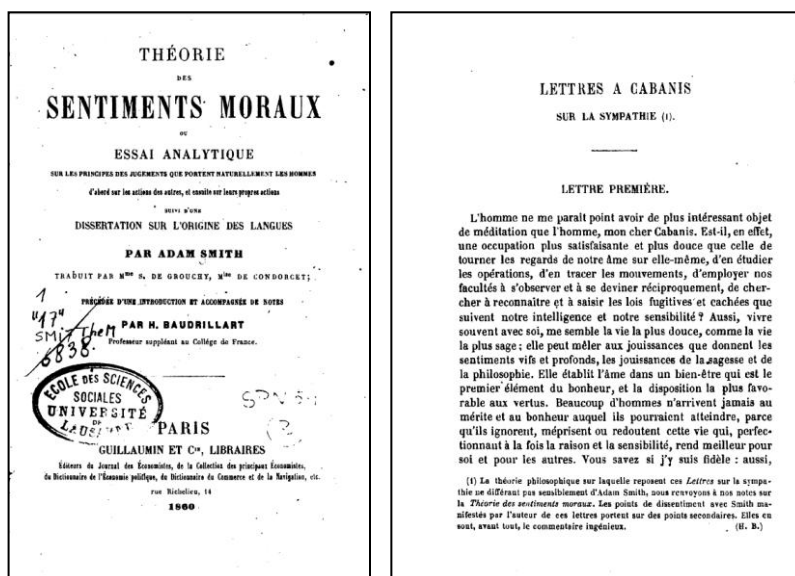 THÉORIE
DES
SENTIMENTS MORAUX
OU
ESSAI ANALYTIQUE
SUR LES PRINCIPES DES JUGEMENTS QUE PORTENT NATURELLEMENT LES HOMMES
d'abord sur les actions des autres, et ensuite sur leurs propres actions
SUIVI D'UNE
DISSERTATION SUR L'ORIGINE DES LANGUES
PAR ADAM SMITH
TRADUIT PAR Mme S. DE GROUCHY, Mise DE CONDORCET;
PRÉCÉDÉE D'UNE INTRODUCTION ET ACCOMPAGNÉE DE NOTES
PAR H. BAUDRILLART
Professeur suppléant au Collége de France.
1
"17"
SMIT TheM
6838.
ECOLE DES SCIENCES
SOCIALES
UNIVERSITÉ
DE
LAUSANNE
PARIS
GUILLAUMIN ET Cie, LIBRAIRES
Éditeurs du Journal des Économistes, de la Collection des principaux Économistes,
du Dictionnaire de l'Économie politique, du Dictionnaire du Commerce et de la Navigation, etc.
rue Richelieu, 14
1860
LETTRES A CABANIS
SUR LA SYMPATHIE (1).
LETTRE PREMIÈRE.
L'homme ne me paraît point avoir de plus intéressant objet
de méditation que l'homme, mon cher Cabanis. Est-il, en effet,
une occupation plus satisfaisante et plus douce que celle de
tourner les regards de notre âme sur elle-même, d'en étudier
les opérations, d'en tracer les mouvements, d'employer nos
facultés à s'observer et à se deviner réciproquement, de cher-
cher à reconnaître et à saisir les lois fugitives et cachées que
suivent notre intelligence et notre sensibilité ? Aussi, vivre
souvent avec soi, me semble la vie la plus douce, comme la vie
la plus sage ; elle peut mêler aux jouissances que donnent les
sentiments vifs et profonds, les jouissances de la sagesse et de
la philosophie. Elle établit l'âme dans un bien-être qui est le
premier élément du bonheur, et la disposition la plus favo-
rable aux vertus. Beaucoup d'hommes n'arrivent jamais au
mérite et au bonheur auquel ils pourraient atteindre, parce
qu'ils ignorent, méprisent ou redoutent cette vie qui, perfec-
tionnant à la fois la raison et la sensibilité, rend meilleur pour
soi et pour les autres. Vous savez si j'y suis fidèle : aussi,
(1) La théorie philosophique sur laquelle reposent ces Lettres sur la sympa-
thie ne différant pas sensiblement d'Adam Smith, nous renvoyons à nos notes sur
la Théorie des sentiments moraux. Les points de dissentiment avec Smith ma-
nifestés par l'auteur de ces lettres portent sur des points secondaires. Elles en
sont, avant tout, le commentaire ingénieux. (H. B.)